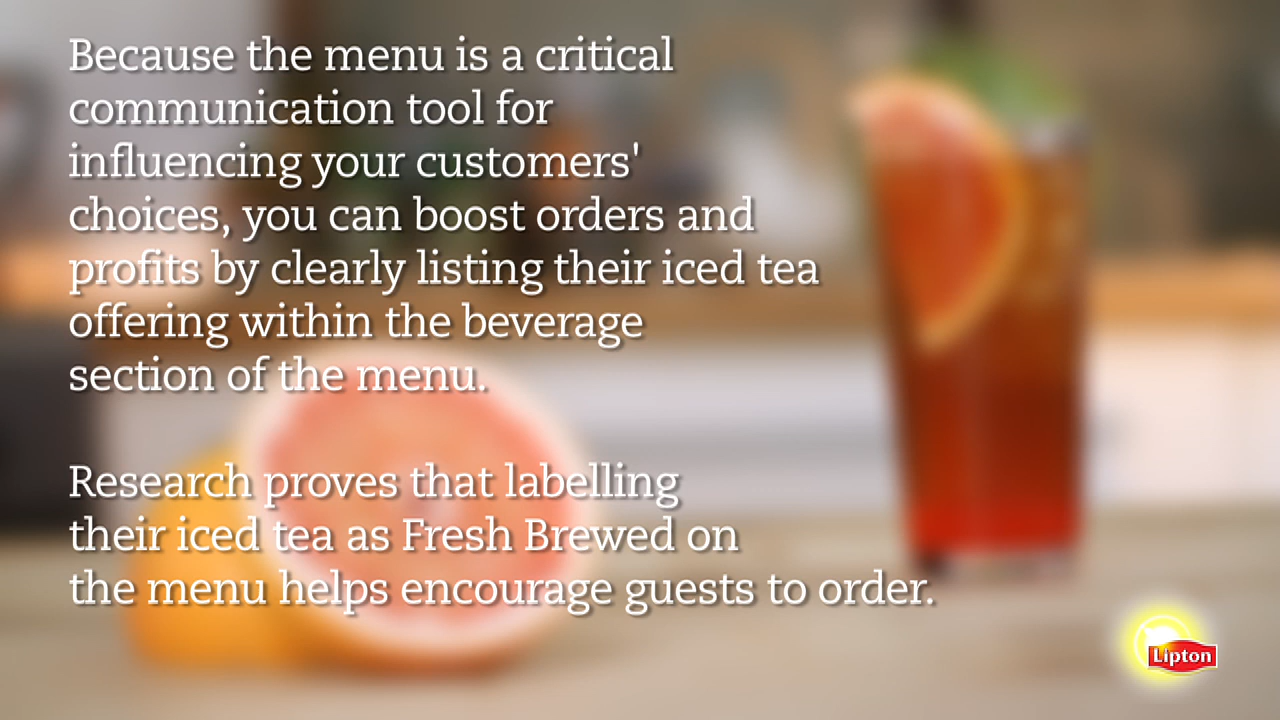 Because the menu is a critical
communication tool for
influencing your customers'
choices, you can boost orders and
profits by clearly listing their iced tea
offering within the beverage
section of the menu.
Research proves that labelling
their iced tea as Fresh Brewed on
the menu helps encourage guests to order.
Lipton